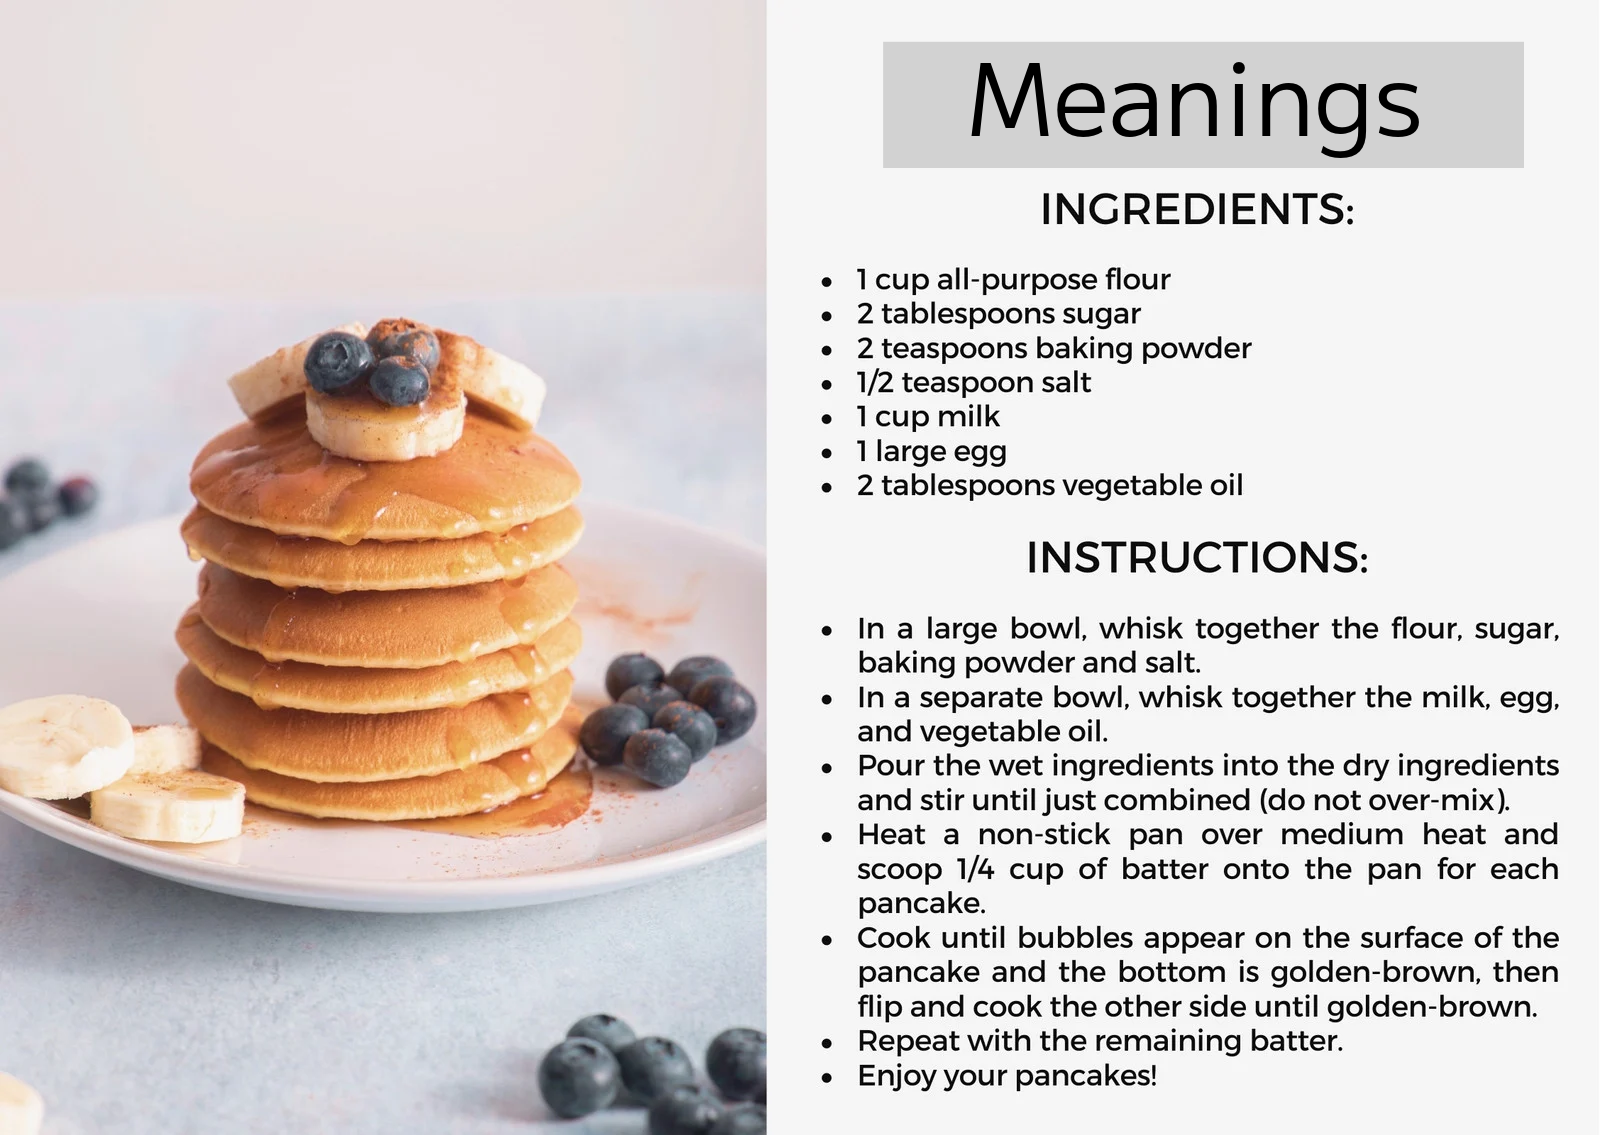 Meanings
INGREDIENTS:
• 1 cup all-purpose flour
• 2 tablespoons sugar
• 2 teaspoons baking powder
• 1/2 teaspoon salt
• 1 cup milk
• 1 large egg
• 2 tablespoons vegetable oil
INSTRUCTIONS:
• In a large bowl, whisk together the flour, sugar,
baking powder and salt.
• In a separate bowl, whisk together the milk, egg,
and vegetable oil.
• Pour the wet ingredients into the dry ingredients
and stir until just combined (do not over-mix).
• Heat a non-stick pan over medium heat and
scoop 1/4 cup of batter onto the pan for each
pancake.
• Cook until bubbles appear on the surface of the
pancake and the bottom is golden-brown, then
flip and cook the other side until golden-brown.
• Repeat with the remaining batter.
• Enjoy your pancakes!